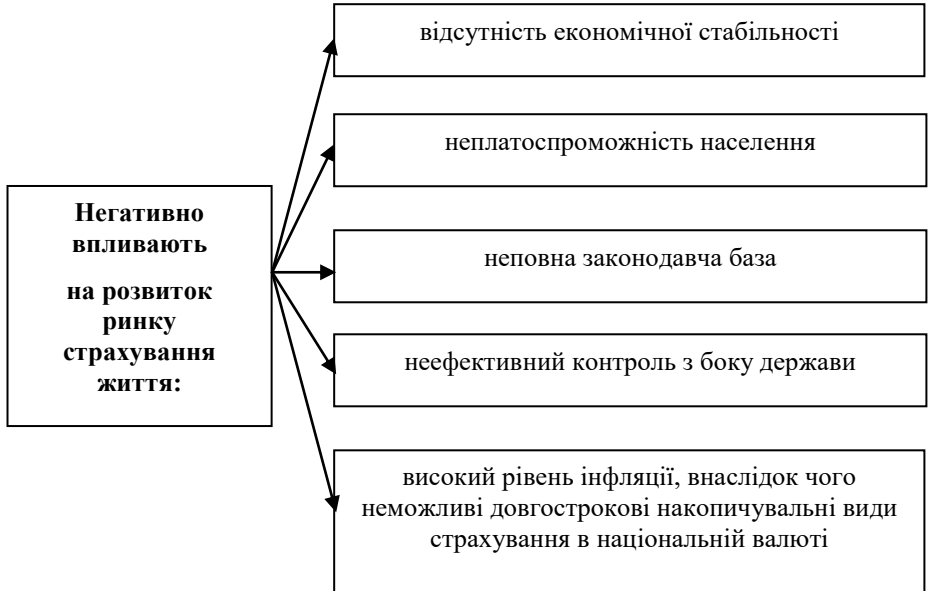 Негативно
впливають
на розвиток
ринку
страхування
життя:
відсутність економічної стабільності
неплатоспроможність населення
неповна законодавча база
неефективний контроль з боку держави
високий рівень інфляції, внаслідок чого
неможливі довгострокові накопичувальні види
страхування в національній валюті